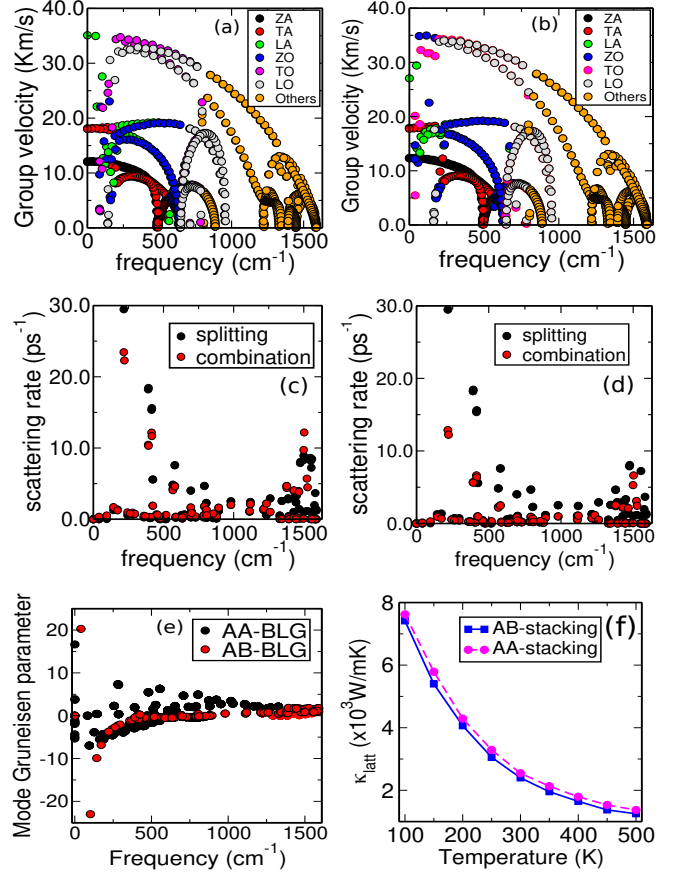 (a)
ZA
TA
LA
ZO
TO
LO
Others
Group velocity (Km/s)
40.0
30.0
20.0
10.0
0.0
0
500
1000
1500
frequency (cm-1)
(b)
ZA
TA
LA
ZO
TO
LO
Others
Group velocity (Km/s)
40.0
30.0
20.0
10.0
0.0
0
500
1000
1500
frequency (cm-1)
30.0
20.0
10.0
0.0
scattering rate (ps-1)
splitting
combination
(c)
0
500
1000
1500
frequency (cm-1)
30.0
20.0
10.0
0.0
scattering rate (ps-1)
splitting
combination
(d)
0
500
1000
1500
frequency (cm-1)
(e)
AA-BLG
AB-BLG
Mode Gruneisen parameter
20
10
0
-10
-20
0
500
1000
1500
Frequency (cm-1)
(f)
AB-stacking
AA-stacking
κlatt (x10³W/mK)
8
6
4
2
100
200
300
400
500
Temperature (K)